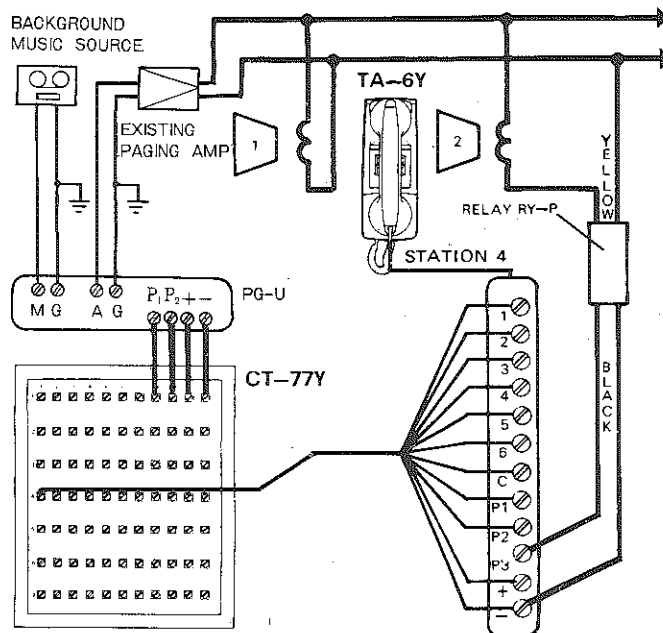 BACKGROUND
MUSIC SOURCE
EXISTING
PAGING AMP
1
TA-6Y
2
YELLOW
RELAY RY-P
STATION 4
M G A G P1 P2 + -
PG-U
CT-77Y
1
2
3
4
5
6
C
P1
P2
P3
+
-
BLACK